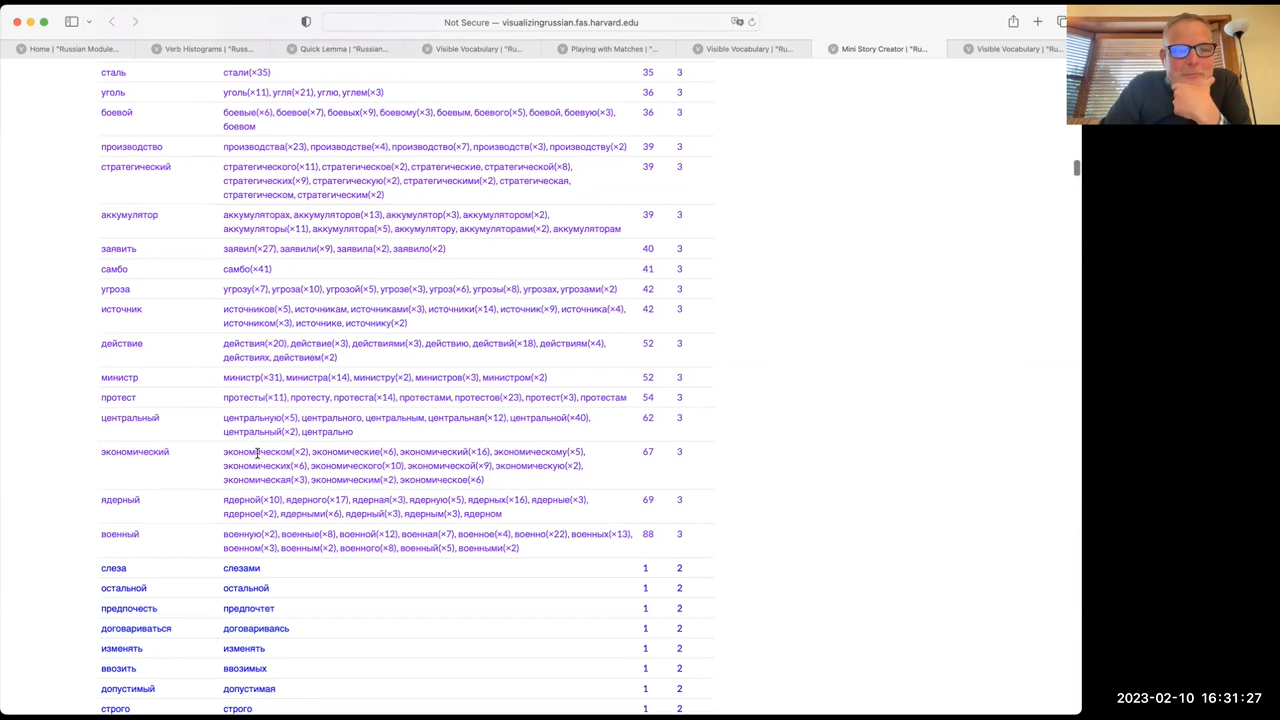 Not Secure — visualizingrussian.fas.harvard.edu
Home | "Russian Module...
Verb Histograms | "Russ...
Quick Lemma | "Russian...
Visible Vocabulary | "Ru...
Playing with Matches | "...
Visible Vocabulary | "Ru...
Mini Story Creator | "Ru...
Visible Vocabulary | "Ru...
сталь стали(×35) 35 3
уголь уголь(×11), угля(×21), углю, углем(×3) 36 3
боевой боевые(×6), боевое(×7), боевых(×9), боевому(×3), боевым, боевого(×5), боевой, боевую(×3), 36 3
боевом
производство производства(×23), производстве(×4), производство(×7), производств(×3), производству(×2) 39 3
стратегический стратегического(×11), стратегическое(×2), стратегические, стратегической(×8), 39 3
стратегических(×9), стратегическую(×2), стратегическими(×2), стратегическая,
стратегическом, стратегическим(×2)
аккумулятор аккумуляторах, аккумуляторов(×13), аккумулятор(×3), аккумулятором(×2), 39 3
аккумуляторы(×11), аккумулятора(×5), аккумулятору, аккумуляторами(×2), аккумуляторам
заявить заявил(×27), заявили(×9), заявила(×2), заявило(×2) 40 3
самбо самбо(×41) 41 3
угроза угрозу(×7), угроза(×10), угрозой(×5), угрозе(×3), угроз(×6), угрозы(×8), угрозах, угрозами(×2) 42 3
источник источников(×5), источникам, источниками(×3), источники(×14), источник(×9), источника(×4), 42 3
источником(×3), источнике, источнику(×2)
действие действия(×20), действие(×3), действиями(×3), действию, действий(×18), действиям(×4), 52 3
действиях, действием(×2)
министр министр(×31), министра(×14), министру(×2), министров(×3), министром(×2) 52 3
протест протесты(×11), протесту, протеста(×14), протестами, протестов(×23), протест(×3), протестам 54 3
центральный центральную(×5), центрального, центральным, центральная(×12), центральной(×40), 62 3
центральный(×2), центрально
экономический экономическом(×2), экономические(×6), экономический(×16), экономическому(×5), 67 3
экономических(×6), экономического(×10), экономической(×9), экономическую(×2),
экономическая(×3), экономическим(×2), экономическое(×6)
ядерный ядерной(×10), ядерного(×17), ядерная(×3), ядерную(×5), ядерных(×16), ядерные(×3), 69 3
ядерное(×2), ядерными(×6), ядерный(×3), ядерным(×3), ядерном
военный военную(×2), военные(×8), военной(×12), военная(×7), военное(×4), военно(×22), военных(×13), 88 3
военном(×3), военным(×2), военного(×8), военный(×5), военными(×2)
слеза слезами 1 2
остальной остальной 1 2
предпочесть предпочтет 1 2
договариваться договариваясь 1 2
изменять изменять 1 2
ввозить ввозимых 1 2
допустимый допустимая 1 2
строго строго 1 2
2023-02-10 16:31:27